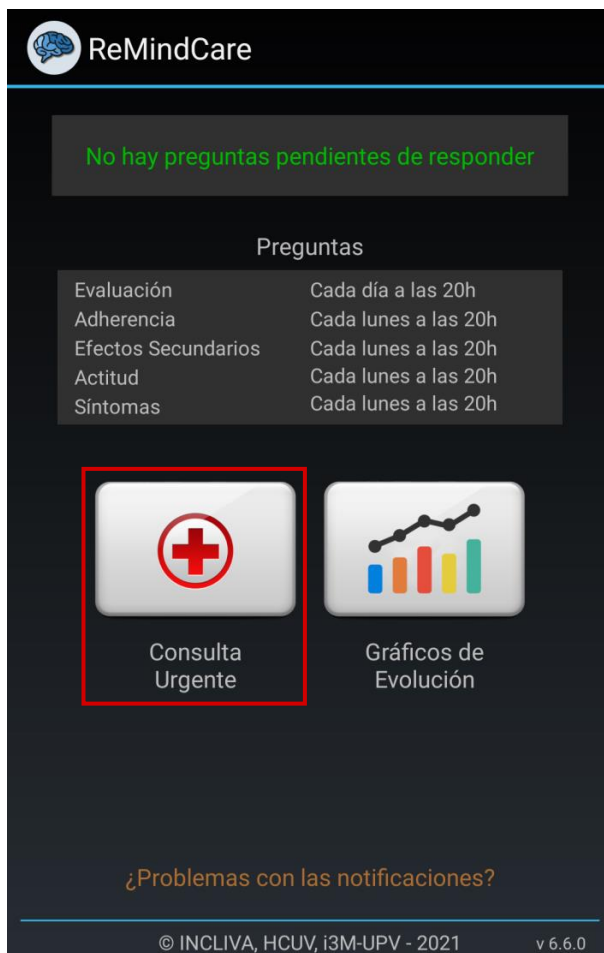 ReMindCare
No hay preguntas pendientes de responder
Preguntas
Evaluación Cada día a las 20h
Adherencia Cada lunes a las 20h
Efectos Secundarios Cada lunes a las 20h
Actitud Cada lunes a las 20h
Síntomas Cada lunes a las 20h
Consulta
Urgente
Gráficos de
Evolución
¿Problemas con las notificaciones?
© INCLIVA, HCUV, i3M-UPV - 2021 v 6.6.0